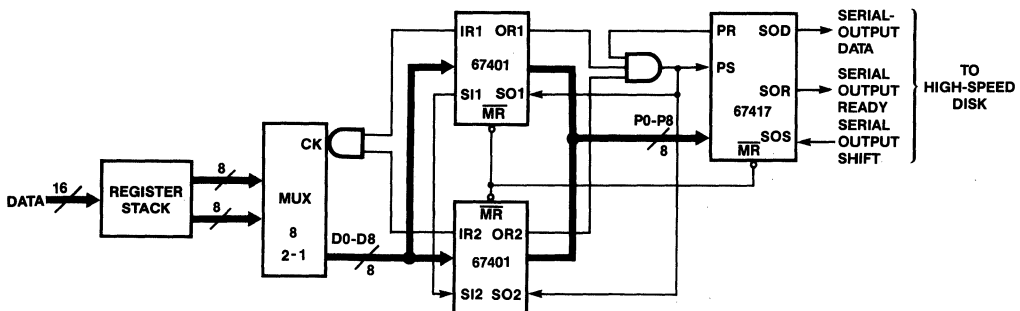 DATA
16
REGISTER
STACK
8
8
CK
MUX
8
2-1
D0-D8
8
IR1 OR1
67401
SI1 SO1
MR
MR
IR2 OR2
67401
SI2 SO2
P0-P8
8
PR SOD
PS
SOR
67417
SOS
MR
SERIAL-
OUTPUT
DATA
SERIAL
OUTPUT
READY
SERIAL
OUTPUT
SHIFT
TO
HIGH-SPEED
DISK